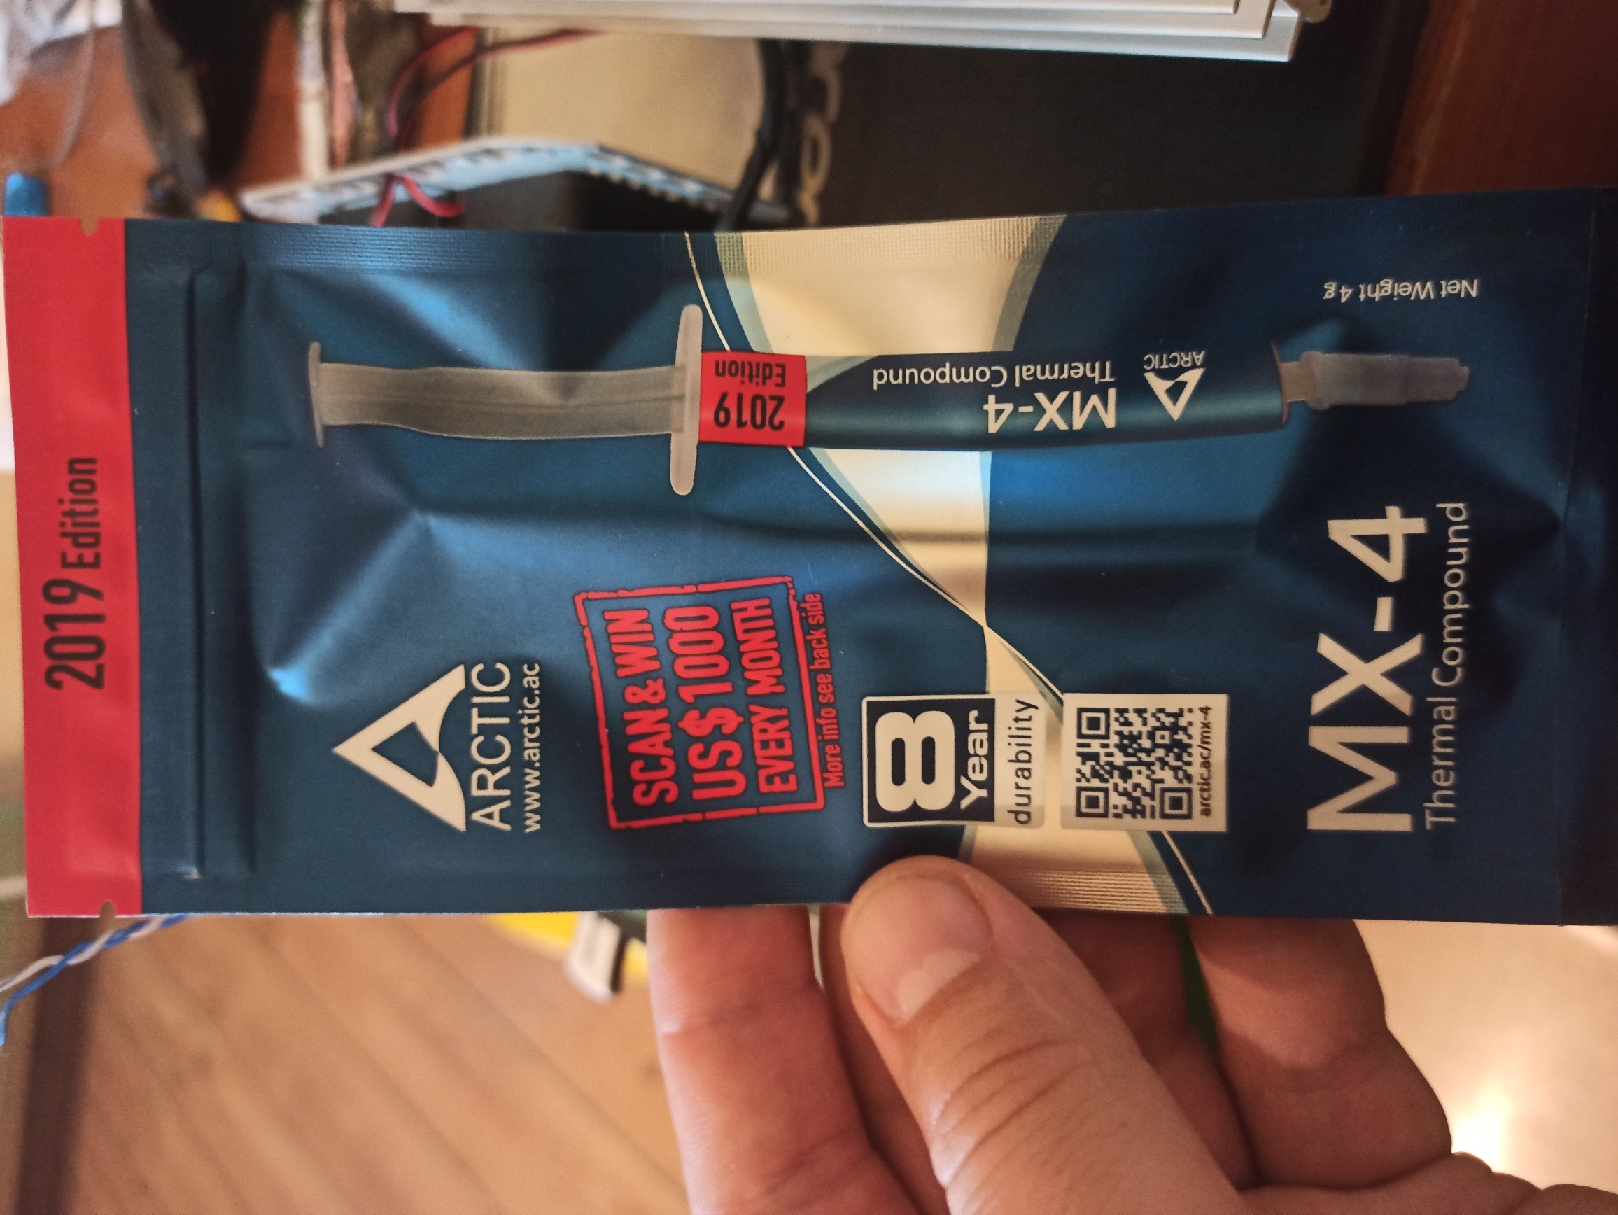 2019 Edition
ARCTIC
www.arctic.ac
SCAN & WIN
US$1000
EVERY MONTH
More info see back side
8
Year
durability
arctic.ac/mx-4
MX-4
Thermal Compound
2019
Edition
MX-4
Thermal Compound
ARCTIC
Net Weight 4 g